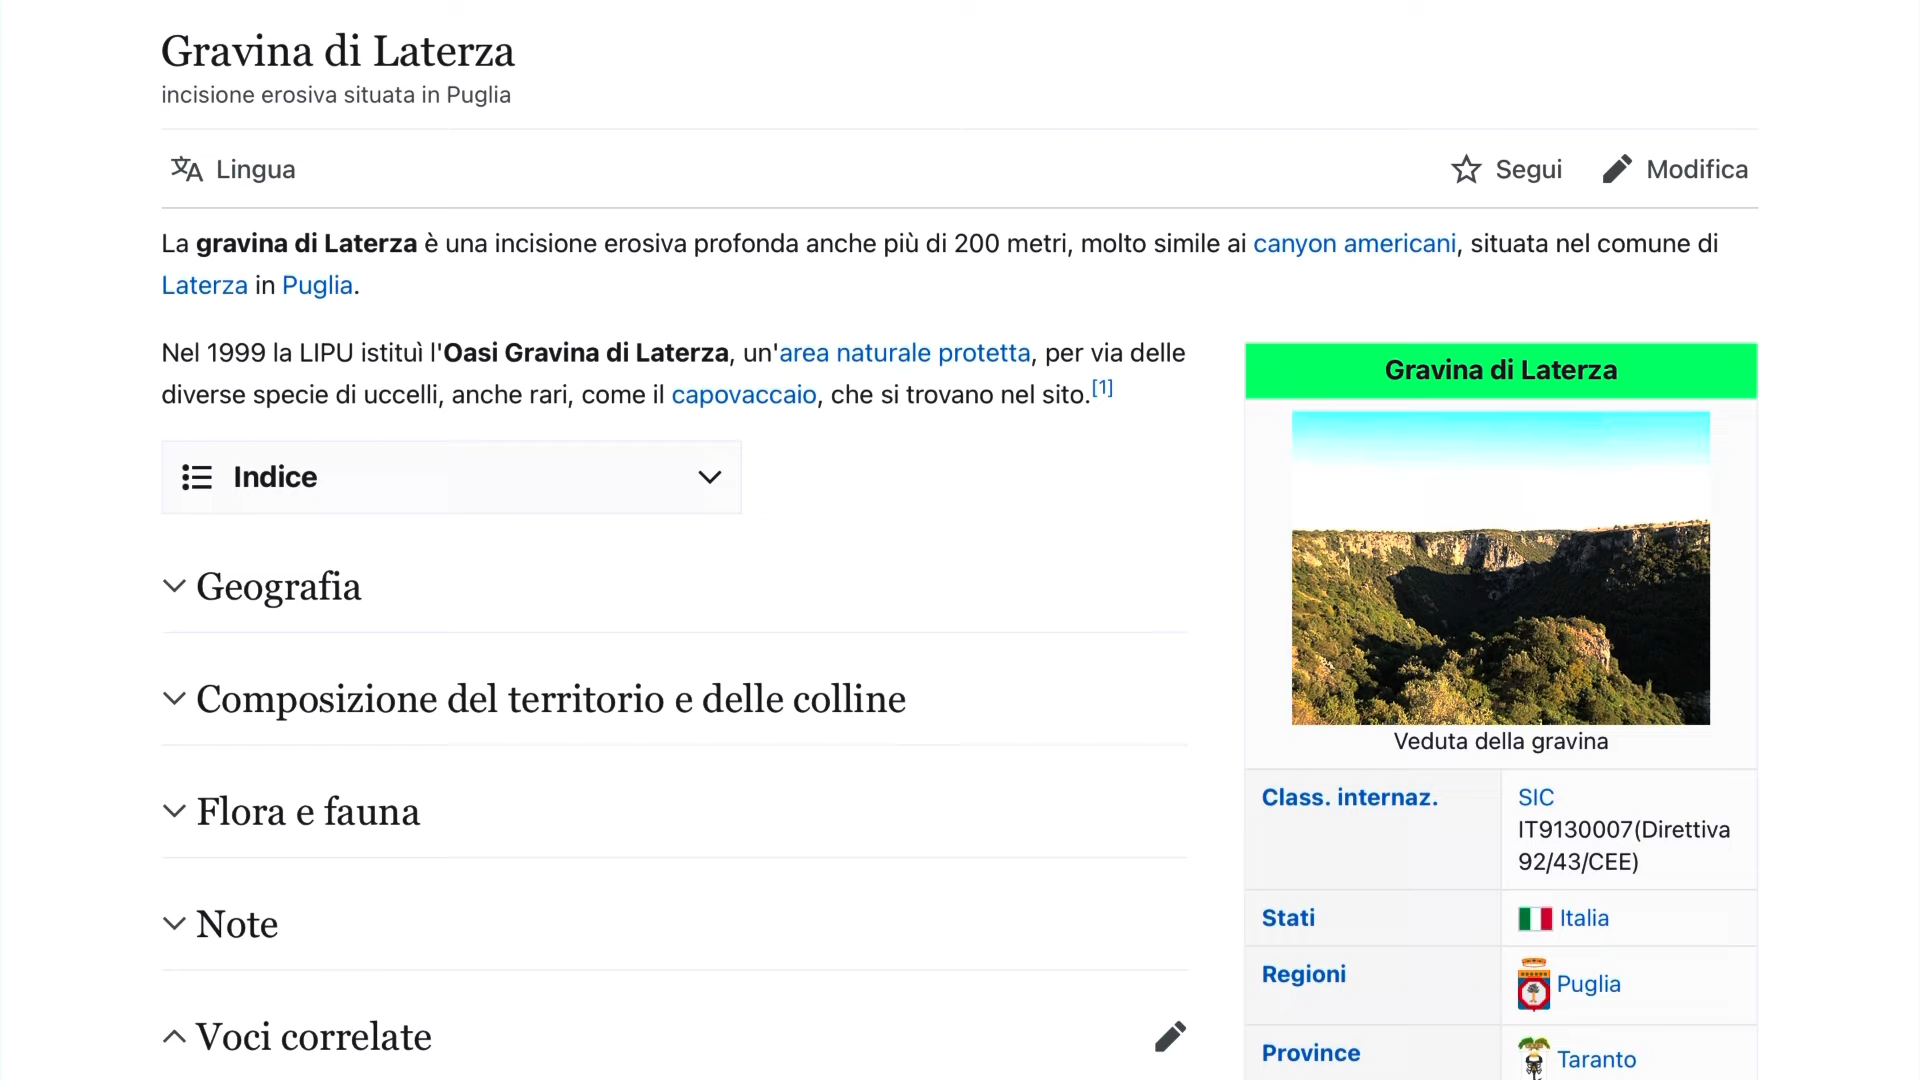 Gravina di Laterza
incisione erosiva situata in Puglia
Lingua
Segui
Modifica
La gravina di Laterza è una incisione erosiva profonda anche più di 200 metri, molto simile ai canyon americani, situata nel comune di
Laterza in Puglia.
Nel 1999 la LIPU istituì l'Oasi Gravina di Laterza, un'area naturale protetta, per via delle
diverse specie di uccelli, anche rari, come il capovaccaio, che si trovano nel sito.[1]
Indice
Geografia
Composizione del territorio e delle colline
Flora e fauna
Note
Voci correlate
Gravina di Laterza
Veduta della gravina
Class. internaz.
SIC
IT9130007(Direttiva
92/43/CEE)
Stati
Italia
Regioni
Puglia
Province
Taranto